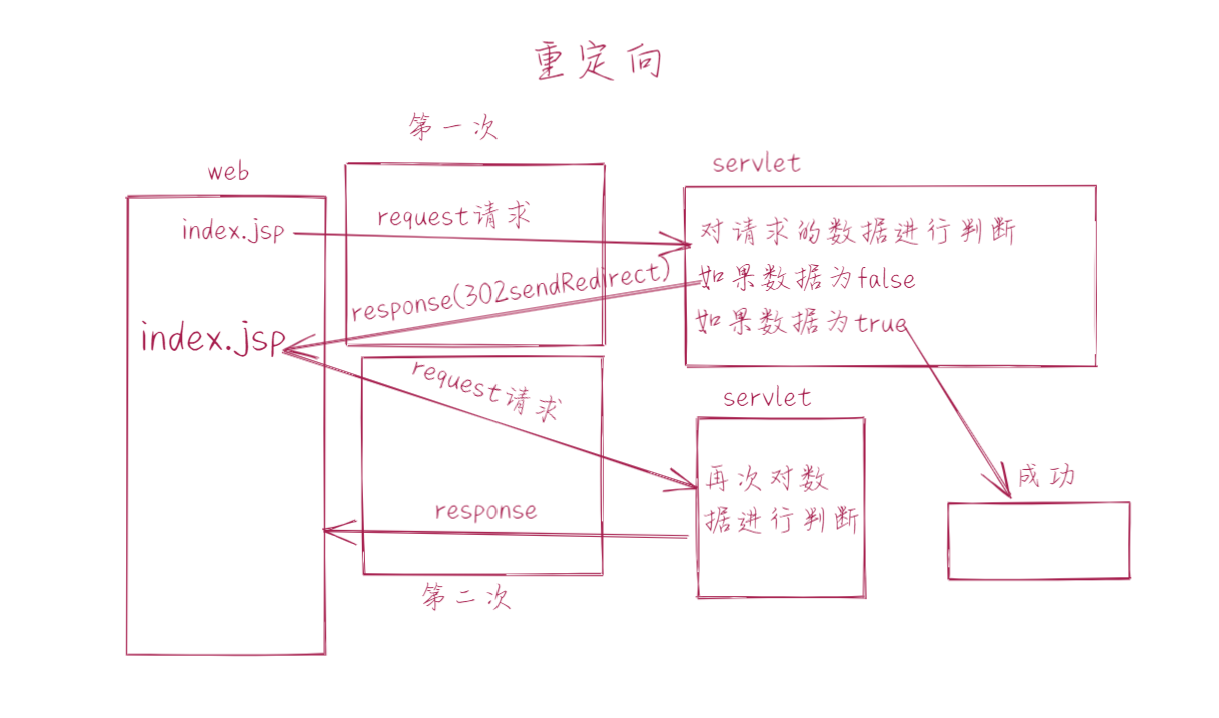 重定向
第一次
web
servlet
index.jsp
request请求
对请求的数据进行判断
response(302sendRedirect)
如果数据为false
如果数据为true
index.jsp
request请求
servlet
再次对数
据进行判断
成功
response
第二次